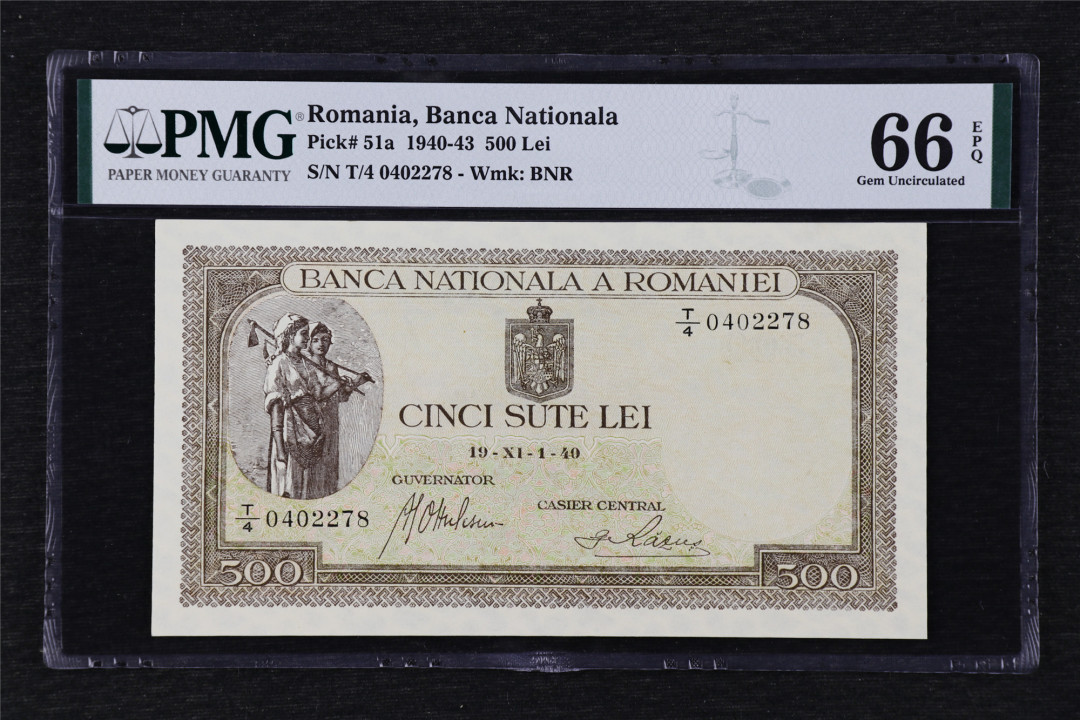 PMG®
PAPER MONEY GUARANTY
Romania, Banca Nationala
Pick# 51a 1940-43 500 Lei
S/N T/4 0402278 - Wmk: BNR
66 EPQ
Gem Uncirculated
BANCA NATIONALA A ROMANIEI
T/4 0402278
CINCI SUTE LEI
19-XI-1-40
GUVERNATOR
CASIER CENTRAL
T/4 0402278
500
500